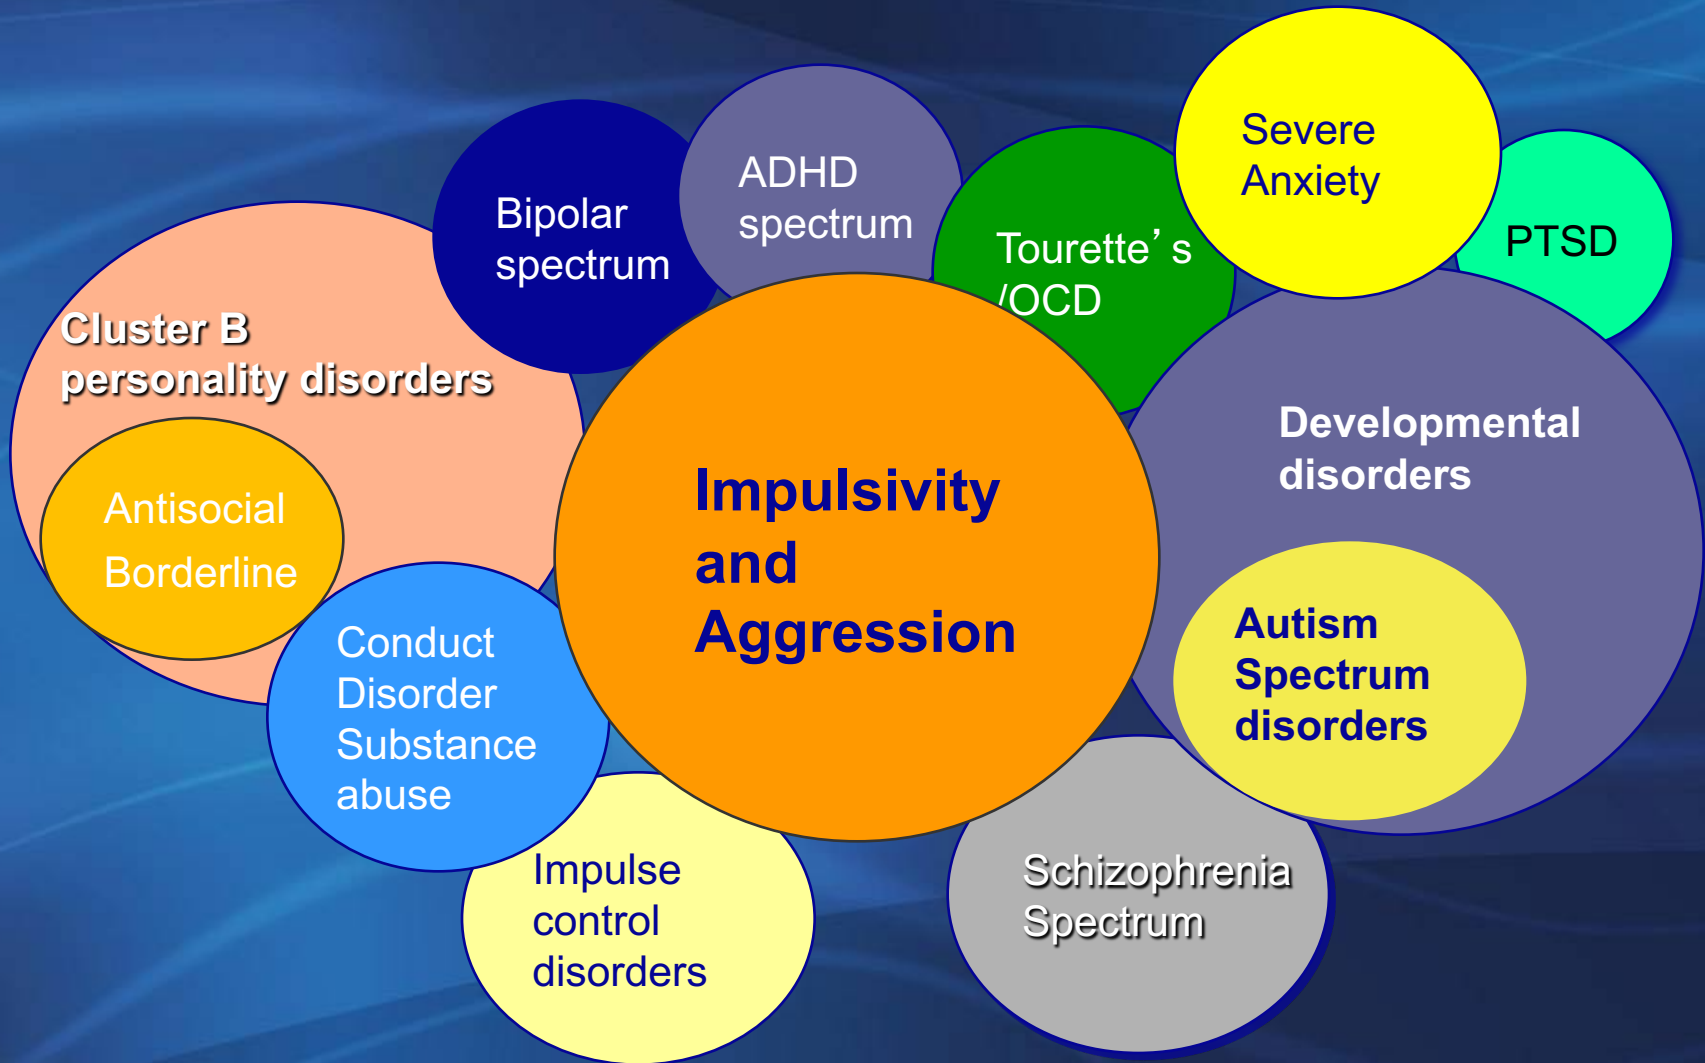 Severe
Anxiety
ADHD
spectrum
Bipolar
spectrum
Tourette’s
/OCD
PTSD
Cluster B
personality disorders
Developmental
disorders
Antisocial
Borderline
Impulsivity
and
Aggression
Autism
Spectrum
disorders
Conduct
Disorder
Substance
abuse
Impulse
control
disorders
Schizophrenia
Spectrum